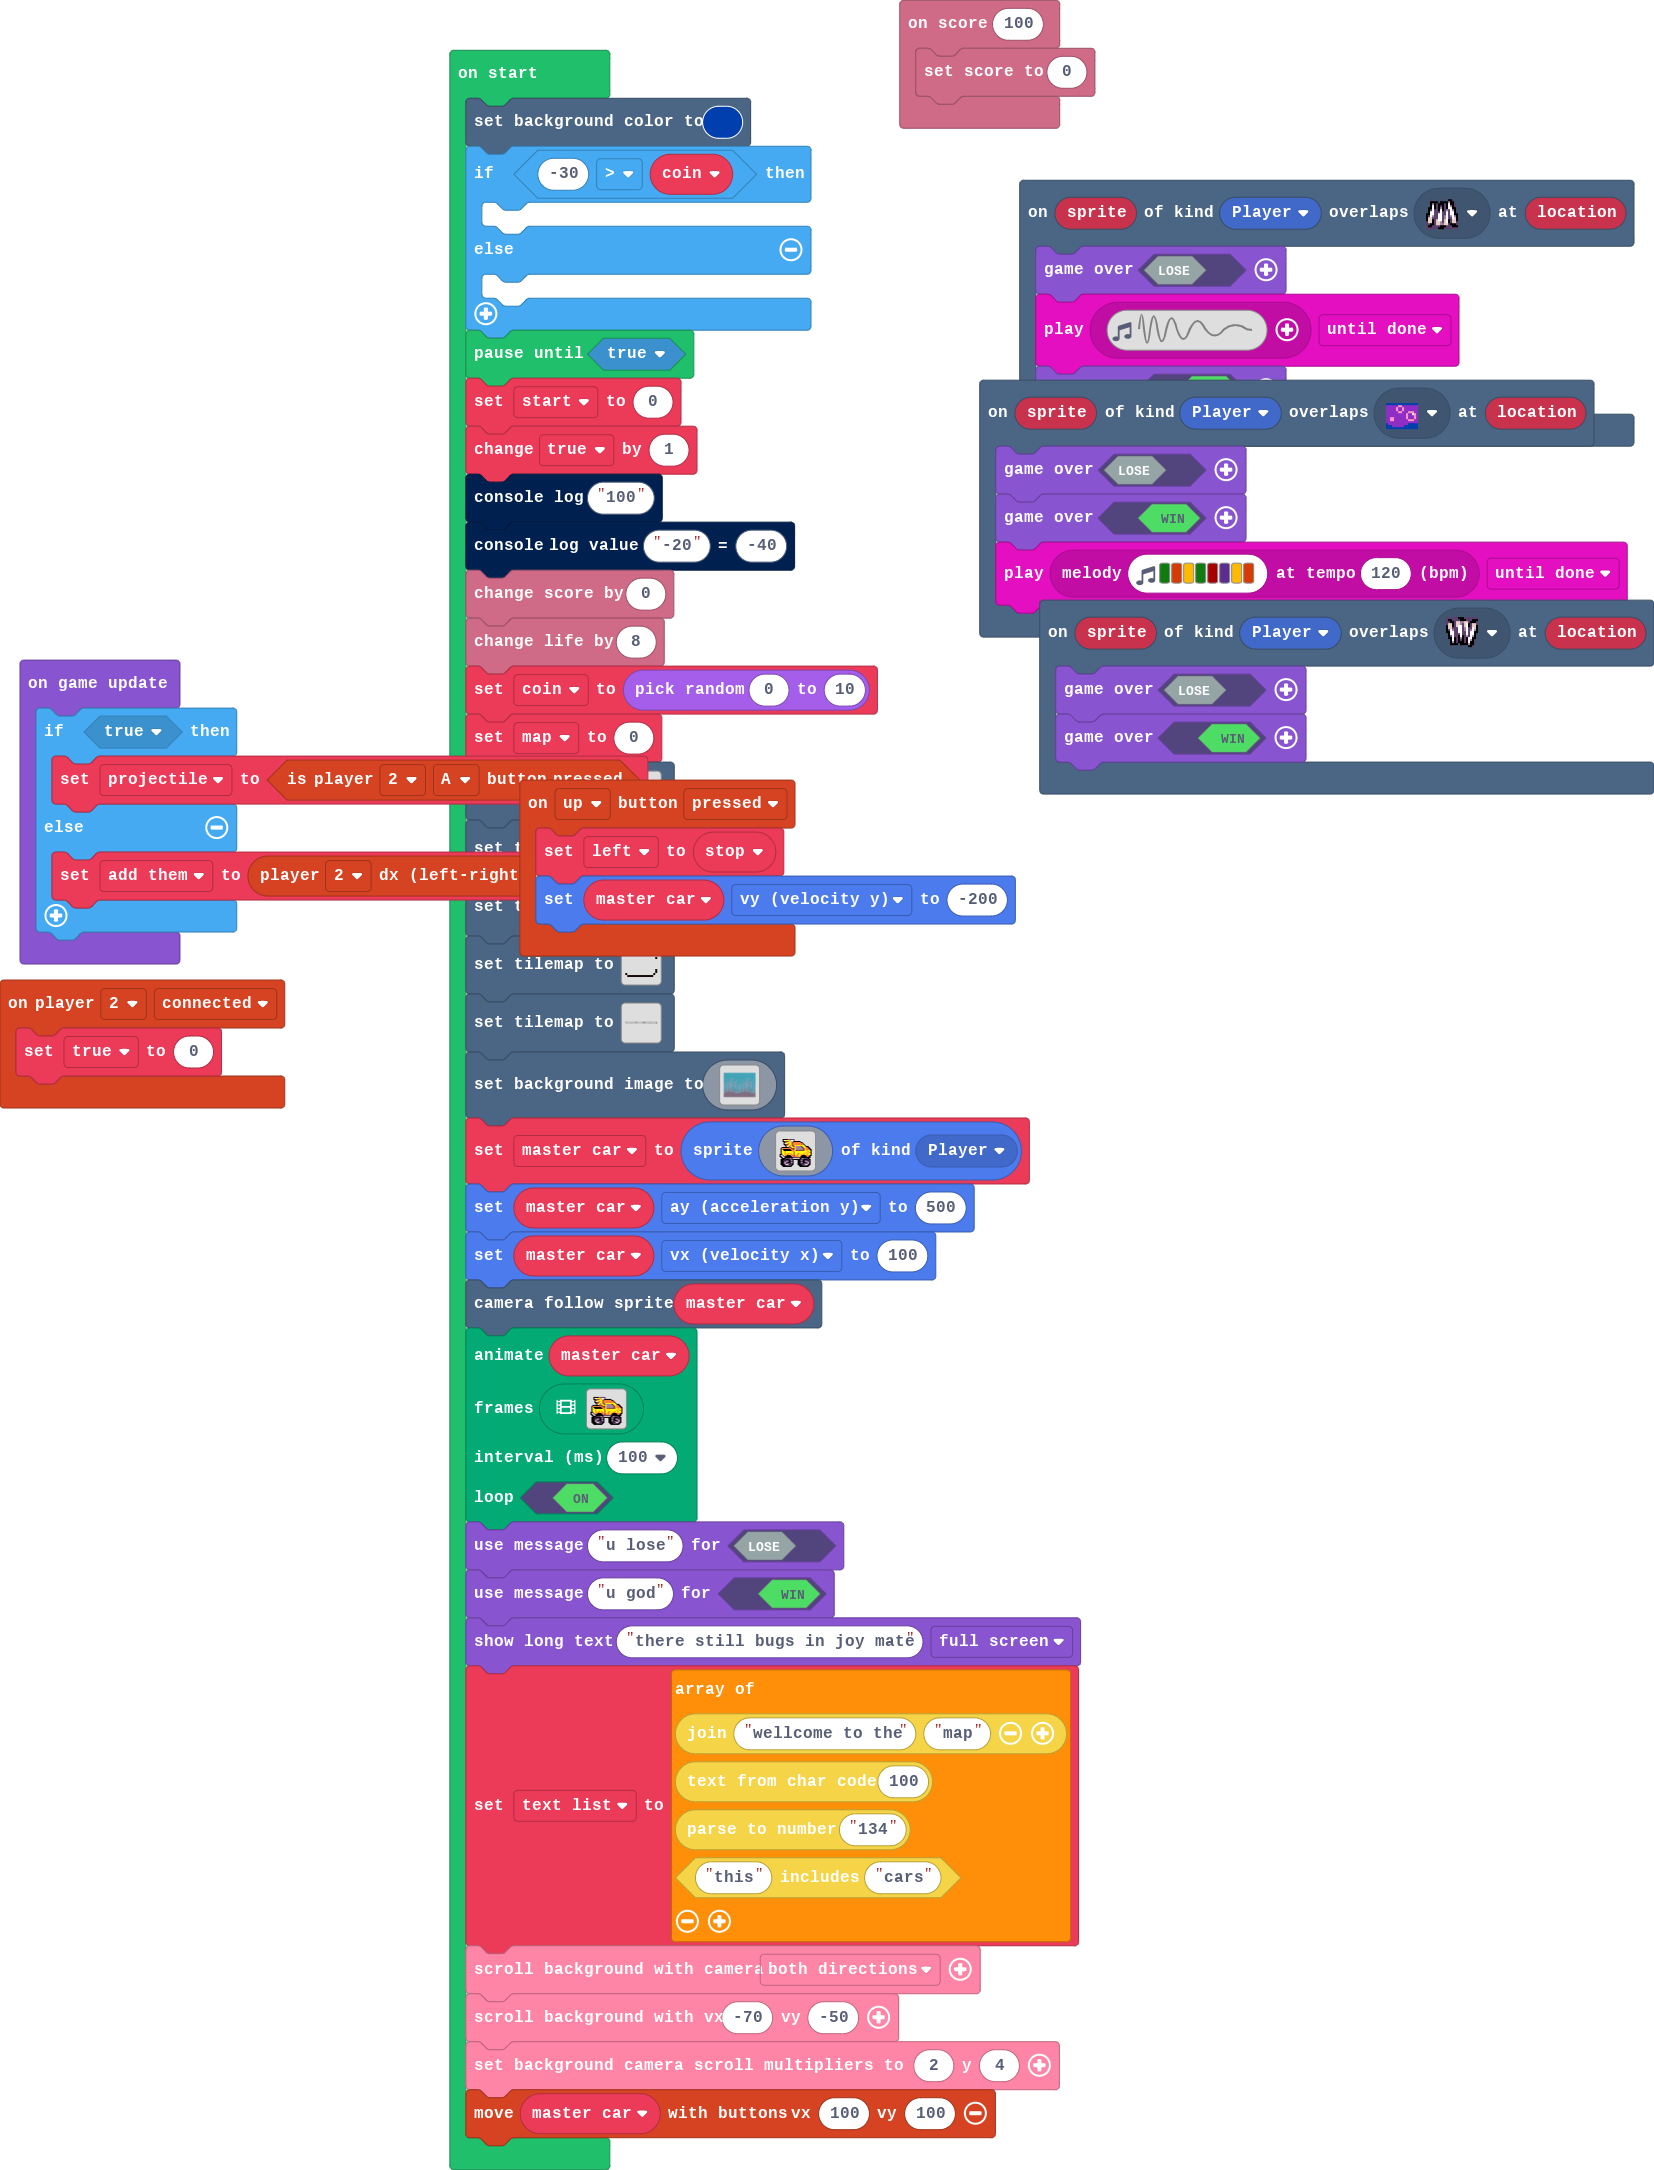 on score 100
set score to 0
on start
set background color to
if -30 > coin then
else
pause until true
set start to 0
change true by 1
console log "100"
console log value "-20" = -40
change score by 0
change life by 8
set coin to pick random 0 to 10
set map to 0
set t
set t
set tilemap to
set tilemap to
set background image to
set master car to sprite of kind Player
set master car ay (acceleration y) to 500
set master car vx (velocity x) to 100
camera follow sprite master car
animate master car
frames
interval (ms) 100
loop ON
use message "u lose" for LOSE
use message "u god" for WIN
show long text "there still bugs in joy mate" full screen
set text list to array of
join "wellcome to the" "map"
text from char code 100
parse to number "134"
"this" includes "cars"
scroll background with camera both directions
scroll background with vx -70 vy -50
set background camera scroll multipliers to 2 y 4
move master car with buttons vx 100 vy 100
on sprite of kind Player overlaps at location
game over LOSE
play until done
on sprite of kind Player overlaps at location
game over LOSE
game over WIN
play melody at tempo 120 (bpm) until done
on sprite of kind Player overlaps at location
game over LOSE
game over WIN
on game update
if true then
set projectile to is player 2 A button pressed
else
set add them to player 2 dx (left-right
on up button pressed
set left to stop
set master car vy (velocity y) to -200
on player 2 connected
set true to 0